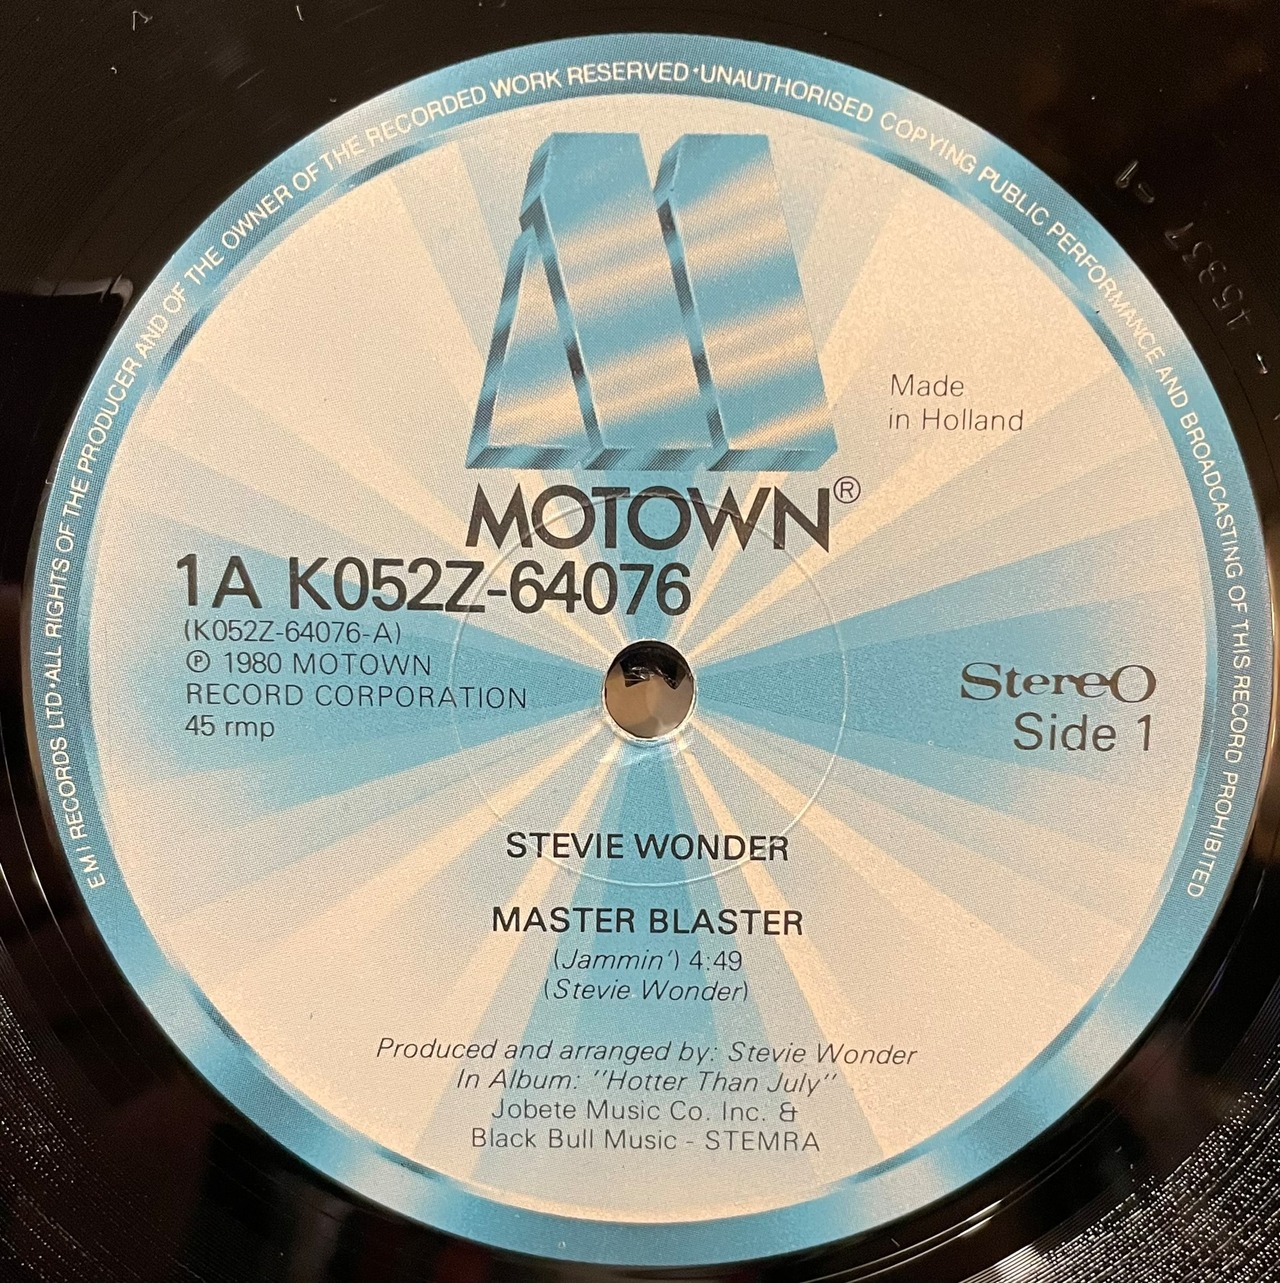 E M I RECORDS LTD·ALL RIGHTS OF THE PRODUCER AND OF THE OWNER OF THE RECORDED WORK RESERVED·UNAUTHORISED COPYING PUBLIC PERFORMANCE AND BROADCASTING OF THIS RECORD PROHIBITED
Made
in Holland
MOTOWN®
1A K052Z-64076
(K052Z-64076-A)
℗ 1980 MOTOWN
RECORD CORPORATION
45 rmp
Stereo
Side 1
STEVIE WONDER
MASTER BLASTER
(Jammin') 4:49
(Stevie Wonder)
Produced and arranged by: Stevie Wonder
In Album: "Hotter Than July"
Jobete Music Co. Inc. &
Black Bull Music - STEMRA